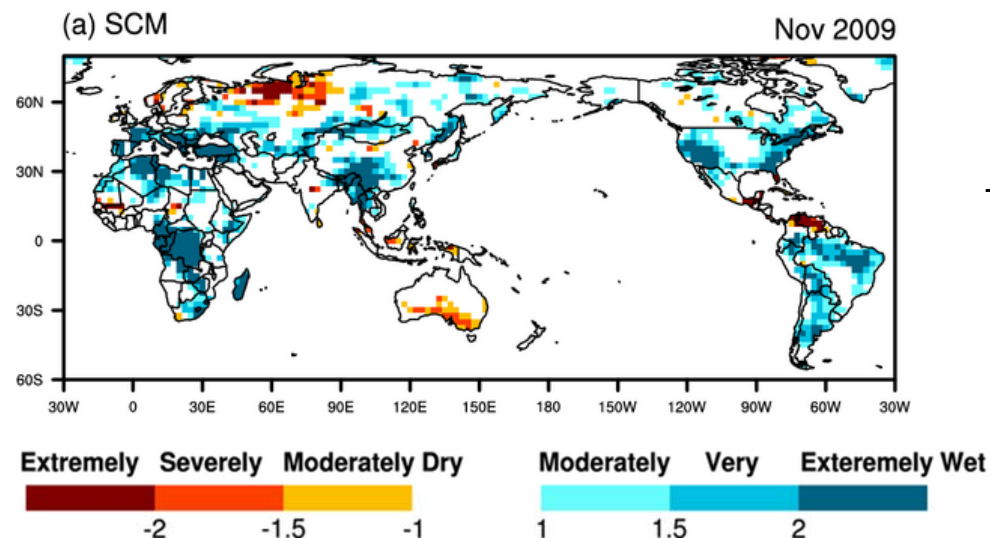 (a) SCM
Nov 2009
60N
30N
0
30S
60S
30W 0 30E 60E 90E 120E 150E 180 150W 120W 90W 60W 30W
Extremely Severely Moderately Dry
-2 -1.5 -1
Moderately Very Exteremely Wet
1 1.5 2